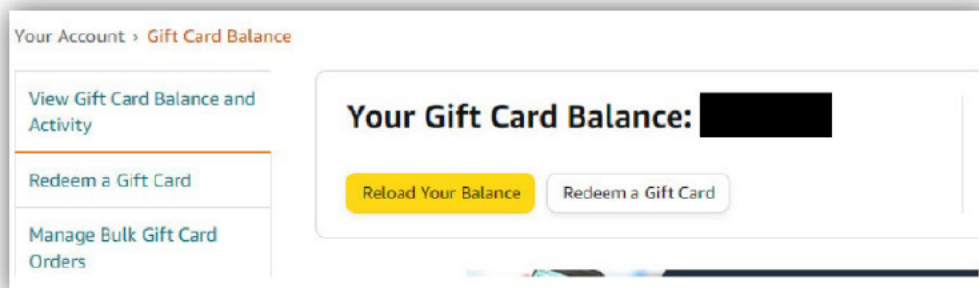 Your Account › Gift Card Balance
View Gift Card Balance and
Activity
Redeem a Gift Card
Manage Bulk Gift Card
Orders
Your Gift Card Balance:
Reload Your Balance
Redeem a Gift Card